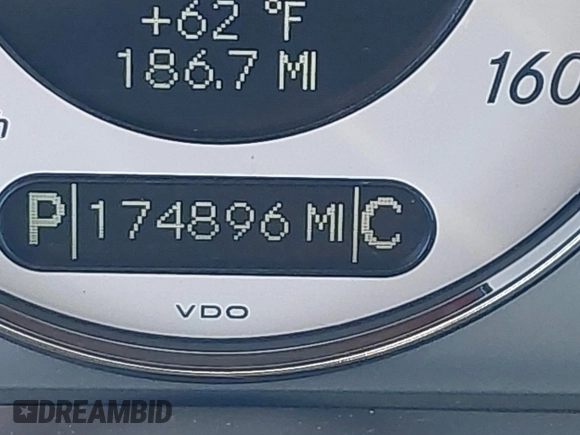 +62 °F
186.7 MI
160
P 174896 MI C
VDO
DREAMBID